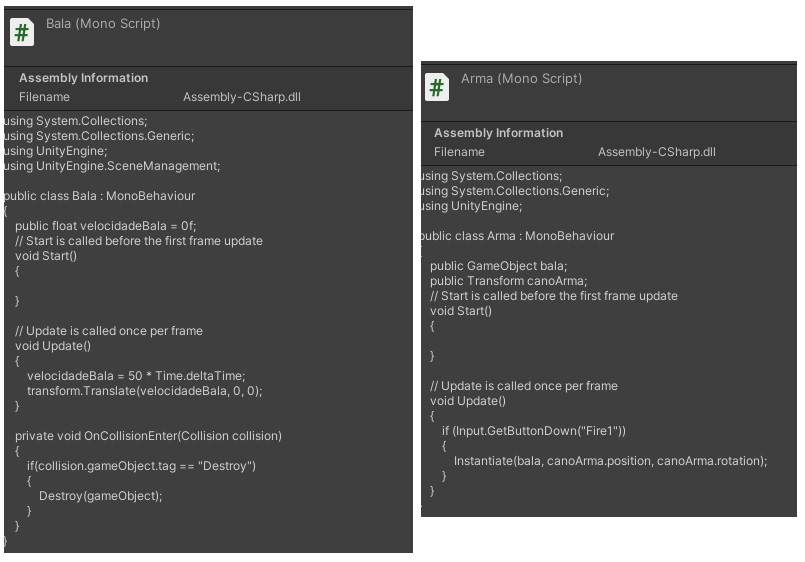 #
Bala (Mono Script)
Assembly Information
Filename Assembly-CSharp.dll
using System.Collections;
using System.Collections.Generic;
using UnityEngine;
using UnityEngine.SceneManagement;
public class Bala : MonoBehaviour
{
public float velocidadeBala = 0f;
// Start is called before the first frame update
void Start()
{
}
// Update is called once per frame
void Update()
{
velocidadeBala = 50 * Time.deltaTime;
transform.Translate(velocidadeBala, 0, 0);
}
private void OnCollisionEnter(Collision collision)
{
if(collision.gameObject.tag == "Destroy")
{
Destroy(gameObject);
}
}
}
#
Arma (Mono Script)
Assembly Information
Filename Assembly-CSharp.dll
using System.Collections;
using System.Collections.Generic;
using UnityEngine;
public class Arma : MonoBehaviour
public GameObject bala;
public Transform canoArma;
// Start is called before the first frame update
void Start()
{
}
// Update is called once per frame
void Update()
{
if (Input.GetButtonDown("Fire1"))
{
Instantiate(bala, canoArma.position, canoArma.rotation);
}
}